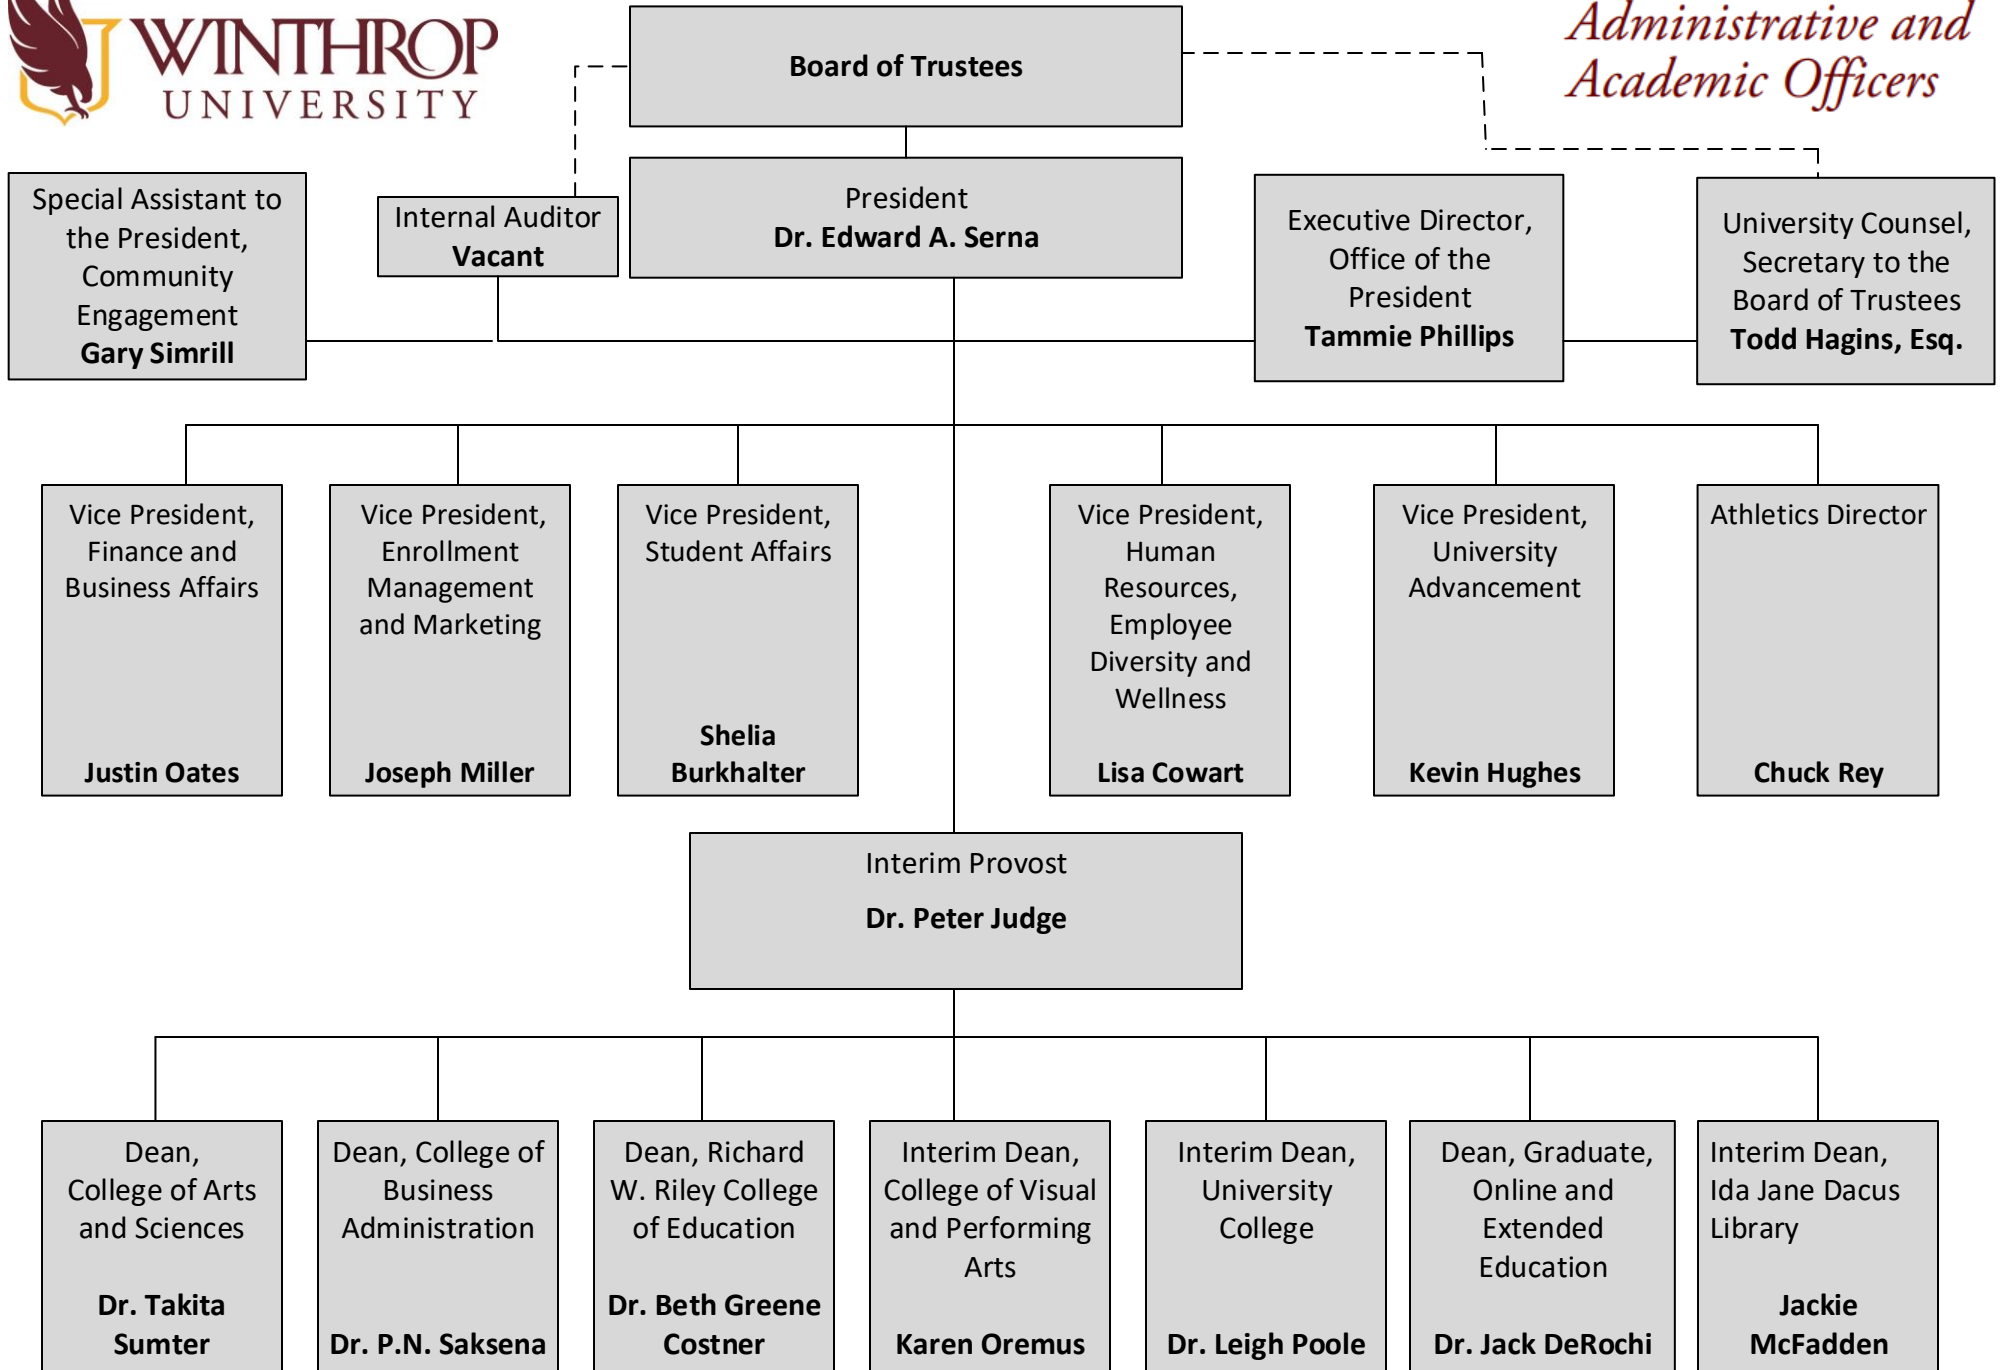 WINTHROP
UNIVERSITY
Administrative and
Academic Officers
Board of Trustees
Special Assistant to
the President,
Community
Engagement
Gary Simrill
Internal Auditor
Vacant
President
Dr. Edward A. Serna
Executive Director,
Office of the
President
Tammie Phillips
University Counsel,
Secretary to the
Board of Trustees
Todd Hagins, Esq.
Vice President,
Finance and
Business Affairs
Justin Oates
Vice President,
Enrollment
Management
and Marketing
Joseph Miller
Vice President,
Student Affairs
Shelia
Burkhalter
Vice President,
Human
Resources,
Employee
Diversity and
Wellness
Lisa Cowart
Vice President,
University
Advancement
Kevin Hughes
Athletics Director
Chuck Rey
Interim Provost
Dr. Peter Judge
Dean,
College of Arts
and Sciences
Dr. Takita
Sumter
Dean, College of
Business
Administration
Dr. P.N. Saksena
Dean, Richard
W. Riley College
of Education
Dr. Beth Greene
Costner
Interim Dean,
College of Visual
and Performing
Arts
Karen Oremus
Interim Dean,
University
College
Dr. Leigh Poole
Dean, Graduate,
Online and
Extended
Education
Dr. Jack DeRochi
Interim Dean,
Ida Jane Dacus
Library
Jackie
McFadden